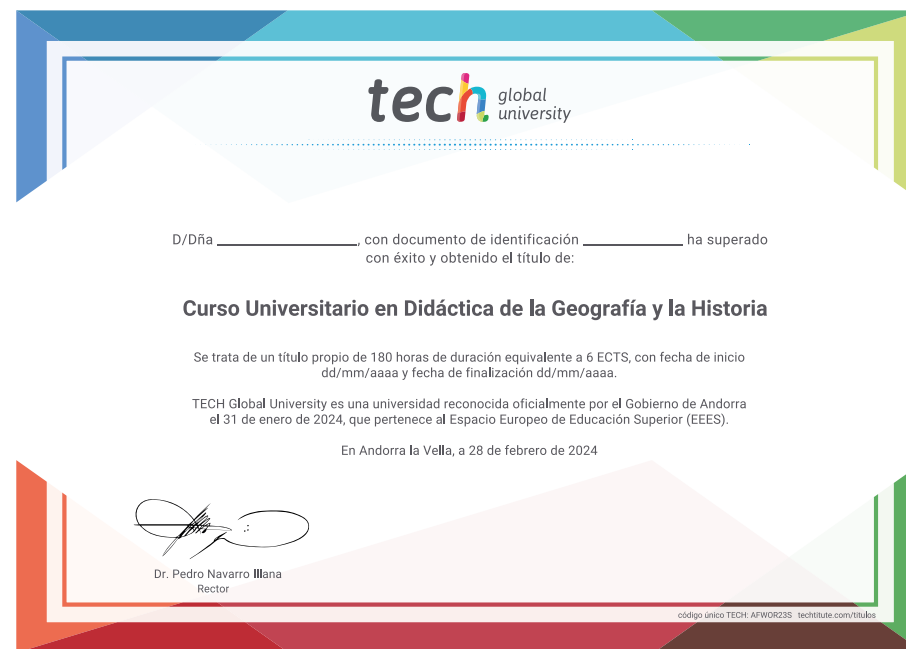 tech global university
D/Dña ____________________, con documento de identificación ______________ ha superado
con éxito y obtenido el título de:
Curso Universitario en Didáctica de la Geografía y la Historia
Se trata de un título propio de 180 horas de duración equivalente a 6 ECTS, con fecha de inicio
dd/mm/aaaa y fecha de finalización dd/mm/aaaa.
TECH Global University es una universidad reconocida oficialmente por el Gobierno de Andorra
el 31 de enero de 2024, que pertenece al Espacio Europeo de Educación Superior (EEES).
En Andorra la Vella, a 28 de febrero de 2024
Dr. Pedro Navarro Illana
Rector
código único TECH: AFWOR23S techtitute.com/titulos